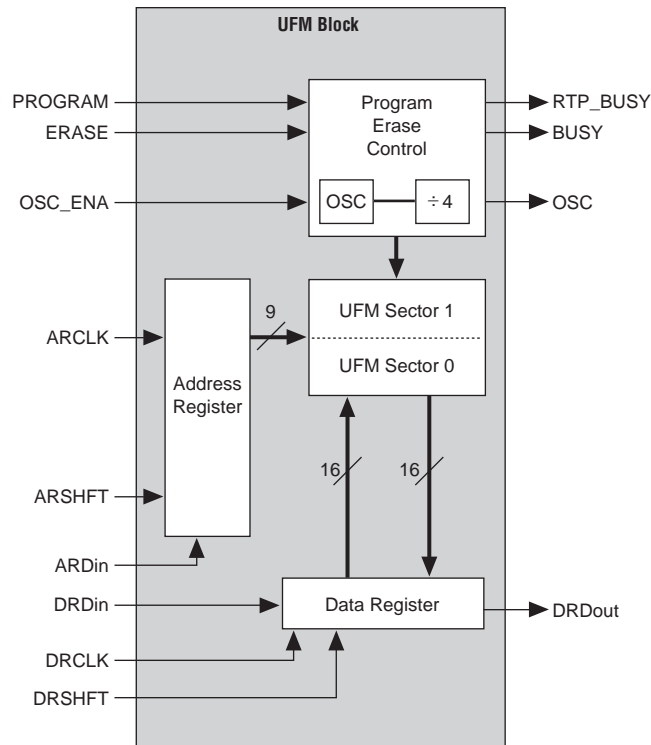 UFM Block
PROGRAM
ERASE
OSC_ENA
Program
Erase
Control
OSC
÷ 4
RTP_BUSY
BUSY
OSC
ARCLK
ARSHFT
ARDin
Address
Register
9
UFM Sector 1
UFM Sector 0
16
16
DRDin
DRCLK
DRSHFT
Data Register
DRDout